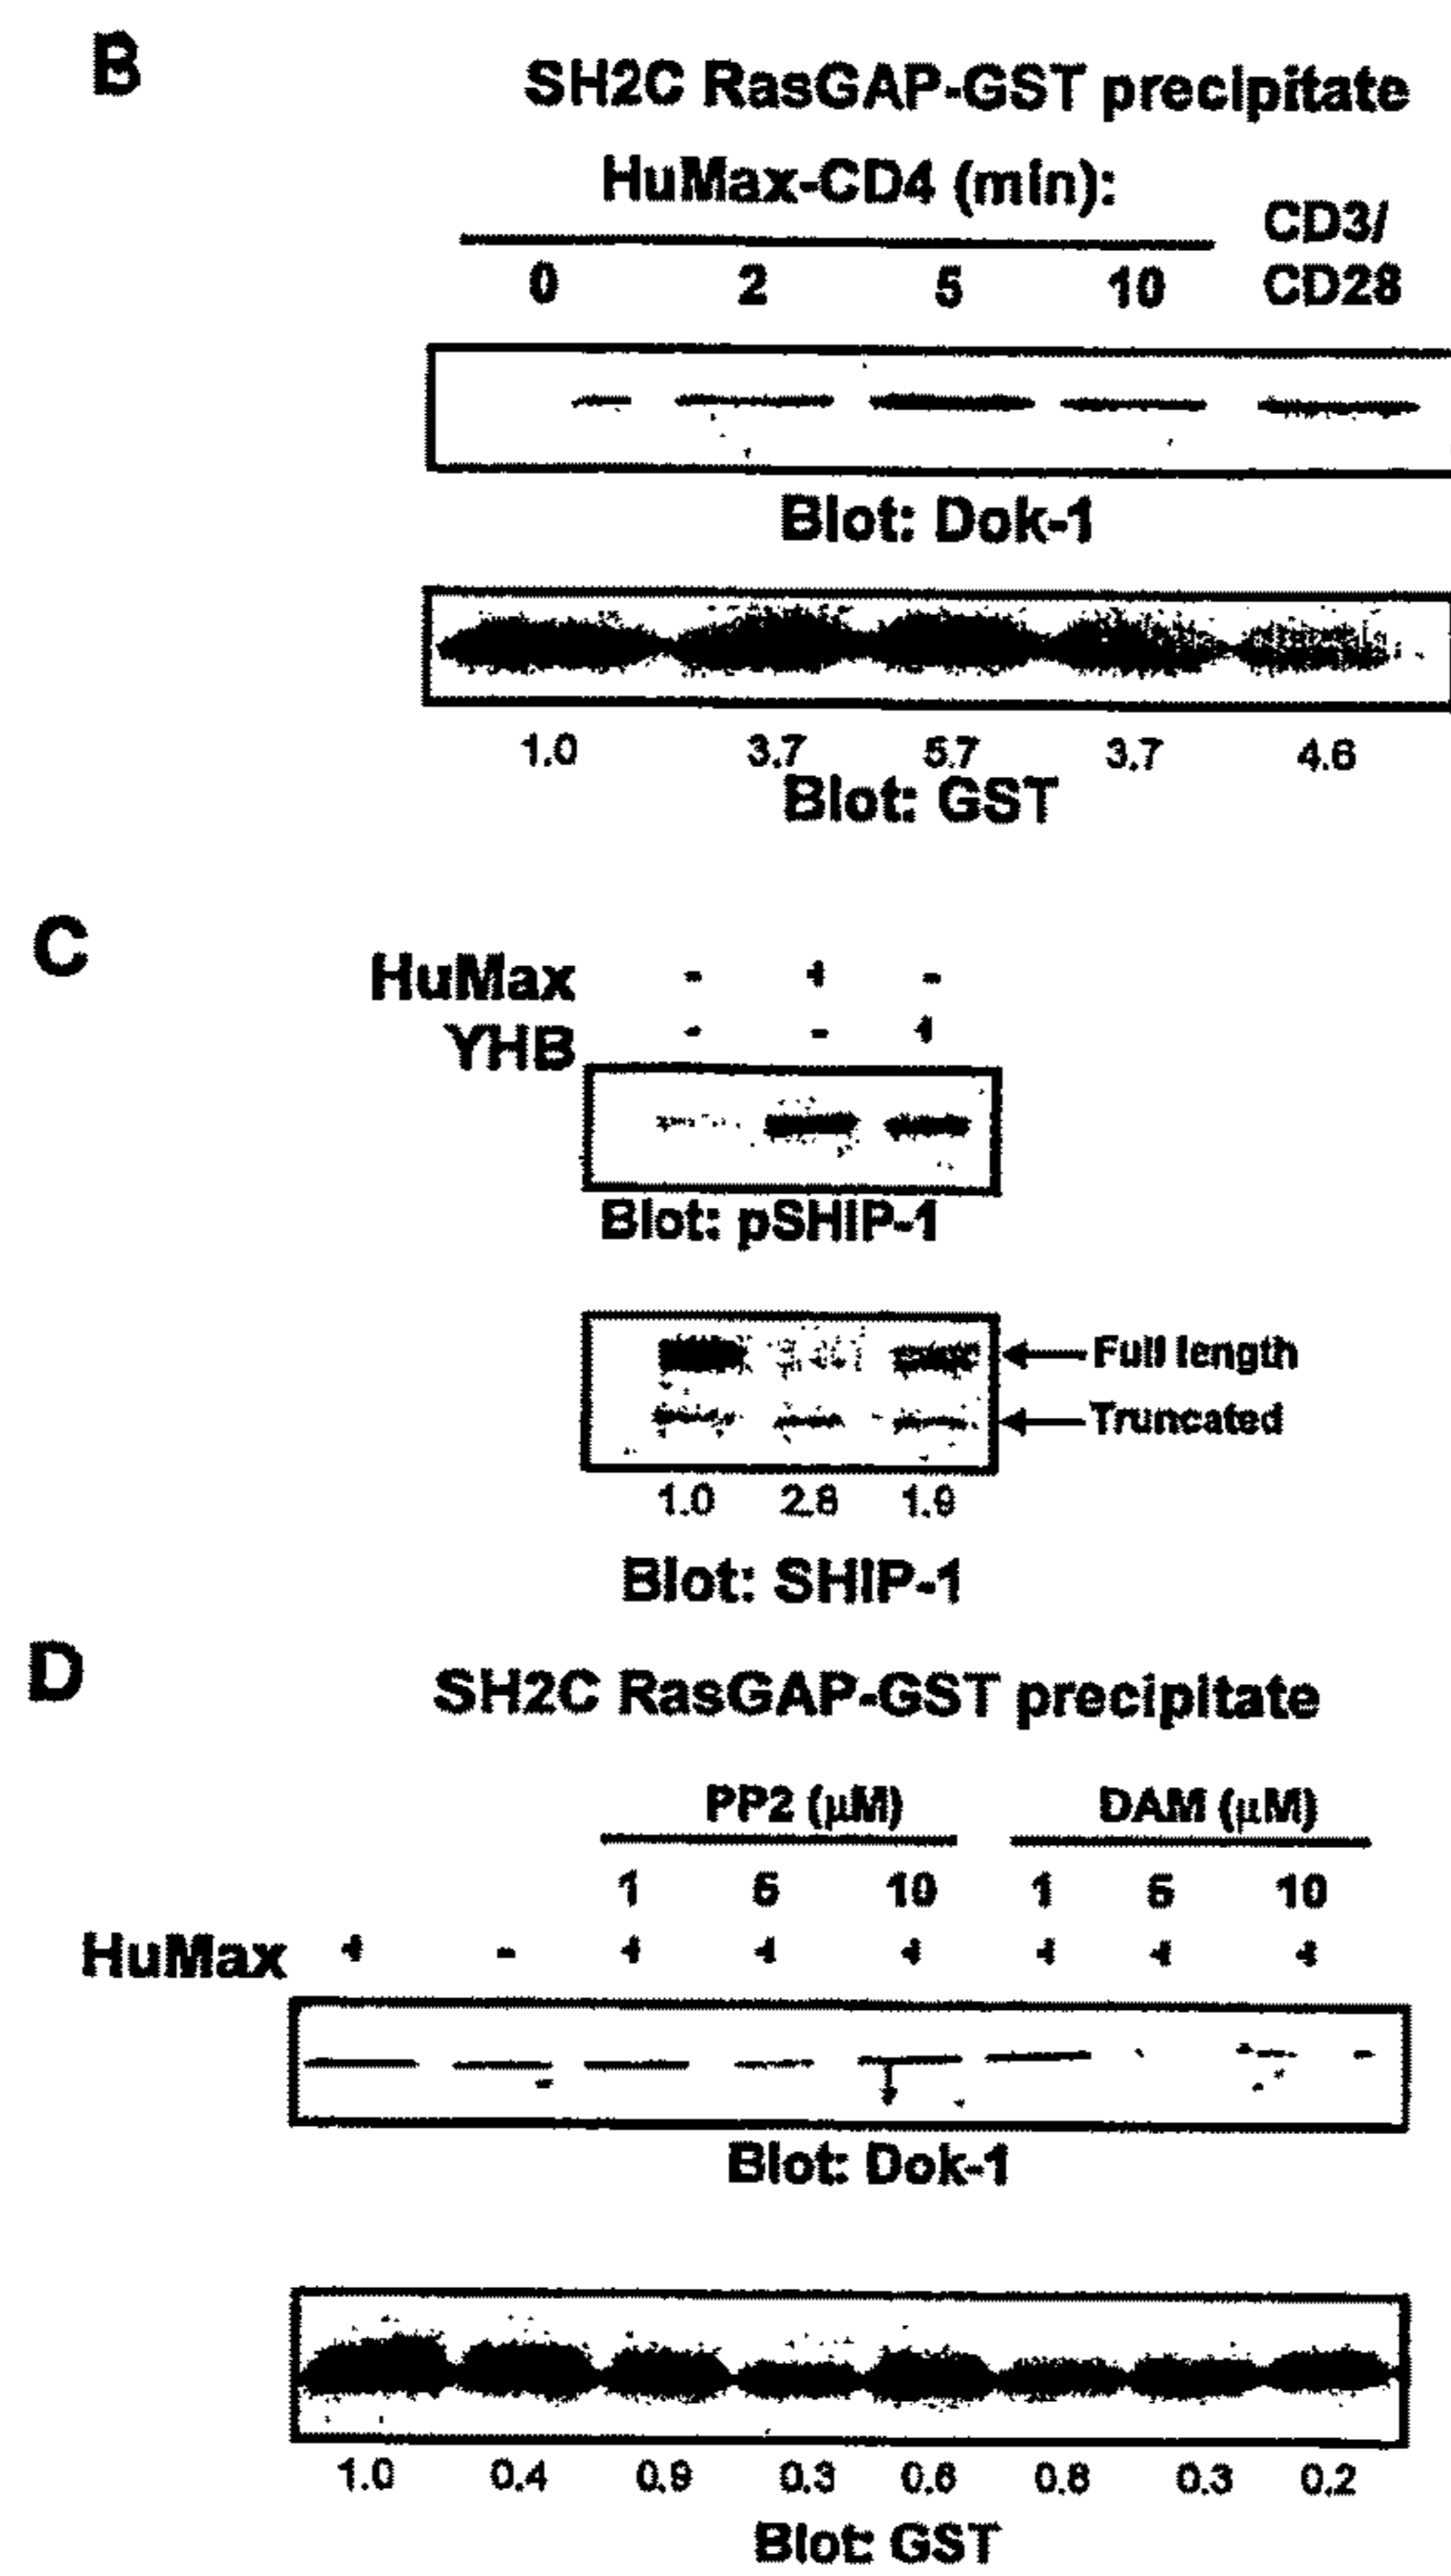 B
SH2C RasGAP-GST precipitate
HuMax-CD4 (min):
CD3/
0 2 5 10 CD28
Blot: Dok-1
1.0 3.7 5.7 3.7 4.6
Blot: GST
C
HuMax - + -
YHB - - +
Blot: pSHIP-1
Full length
Truncated
1.0 2.8 1.9
Blot: SHIP-1
D
SH2C RasGAP-GST precipitate
PP2 (μM) DAM (μM)
1 5 10 1 5 10
HuMax + - + + + + + +
Blot: Dok-1
1.0 0.4 0.9 0.3 0.6 0.8 0.3 0.2
Blot: GST